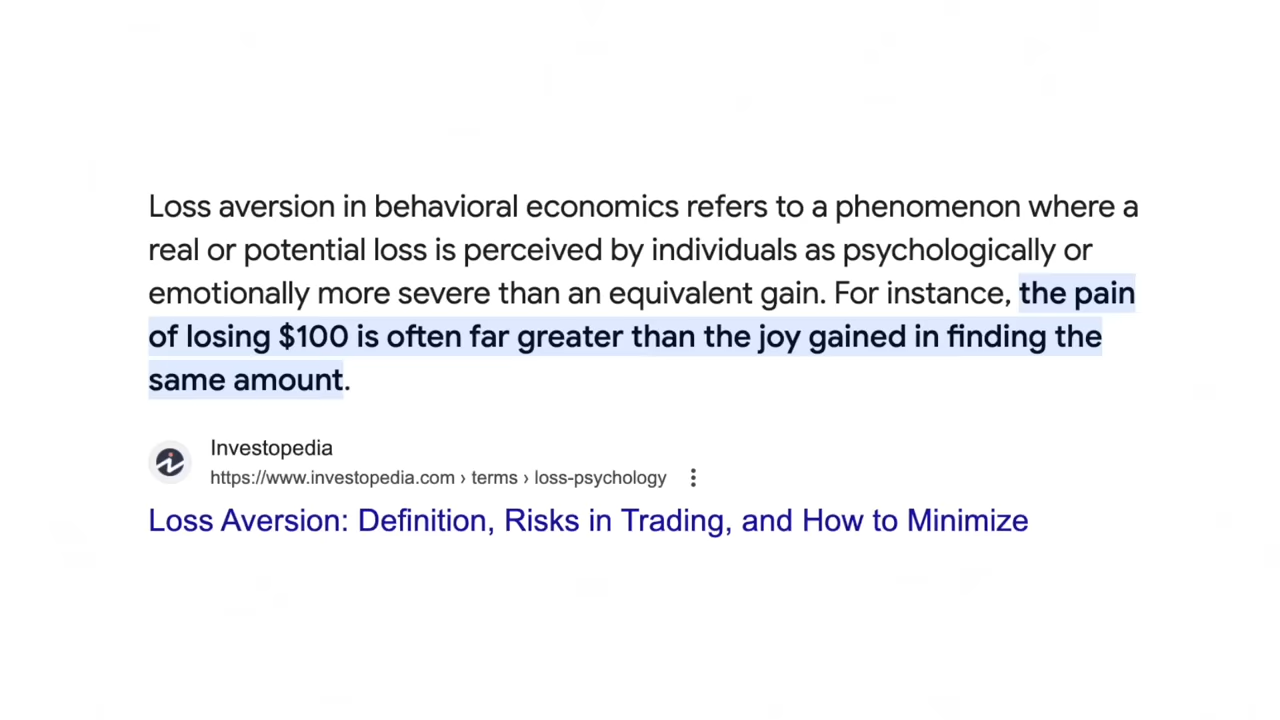 Loss aversion in behavioral economics refers to a phenomenon where a
real or potential loss is perceived by individuals as psychologically or
emotionally more severe than an equivalent gain. For instance, the pain
of losing $100 is often far greater than the joy gained in finding the
same amount.
Investopedia
https://www.investopedia.com › terms › loss-psychology
Loss Aversion: Definition, Risks in Trading, and How to Minimize